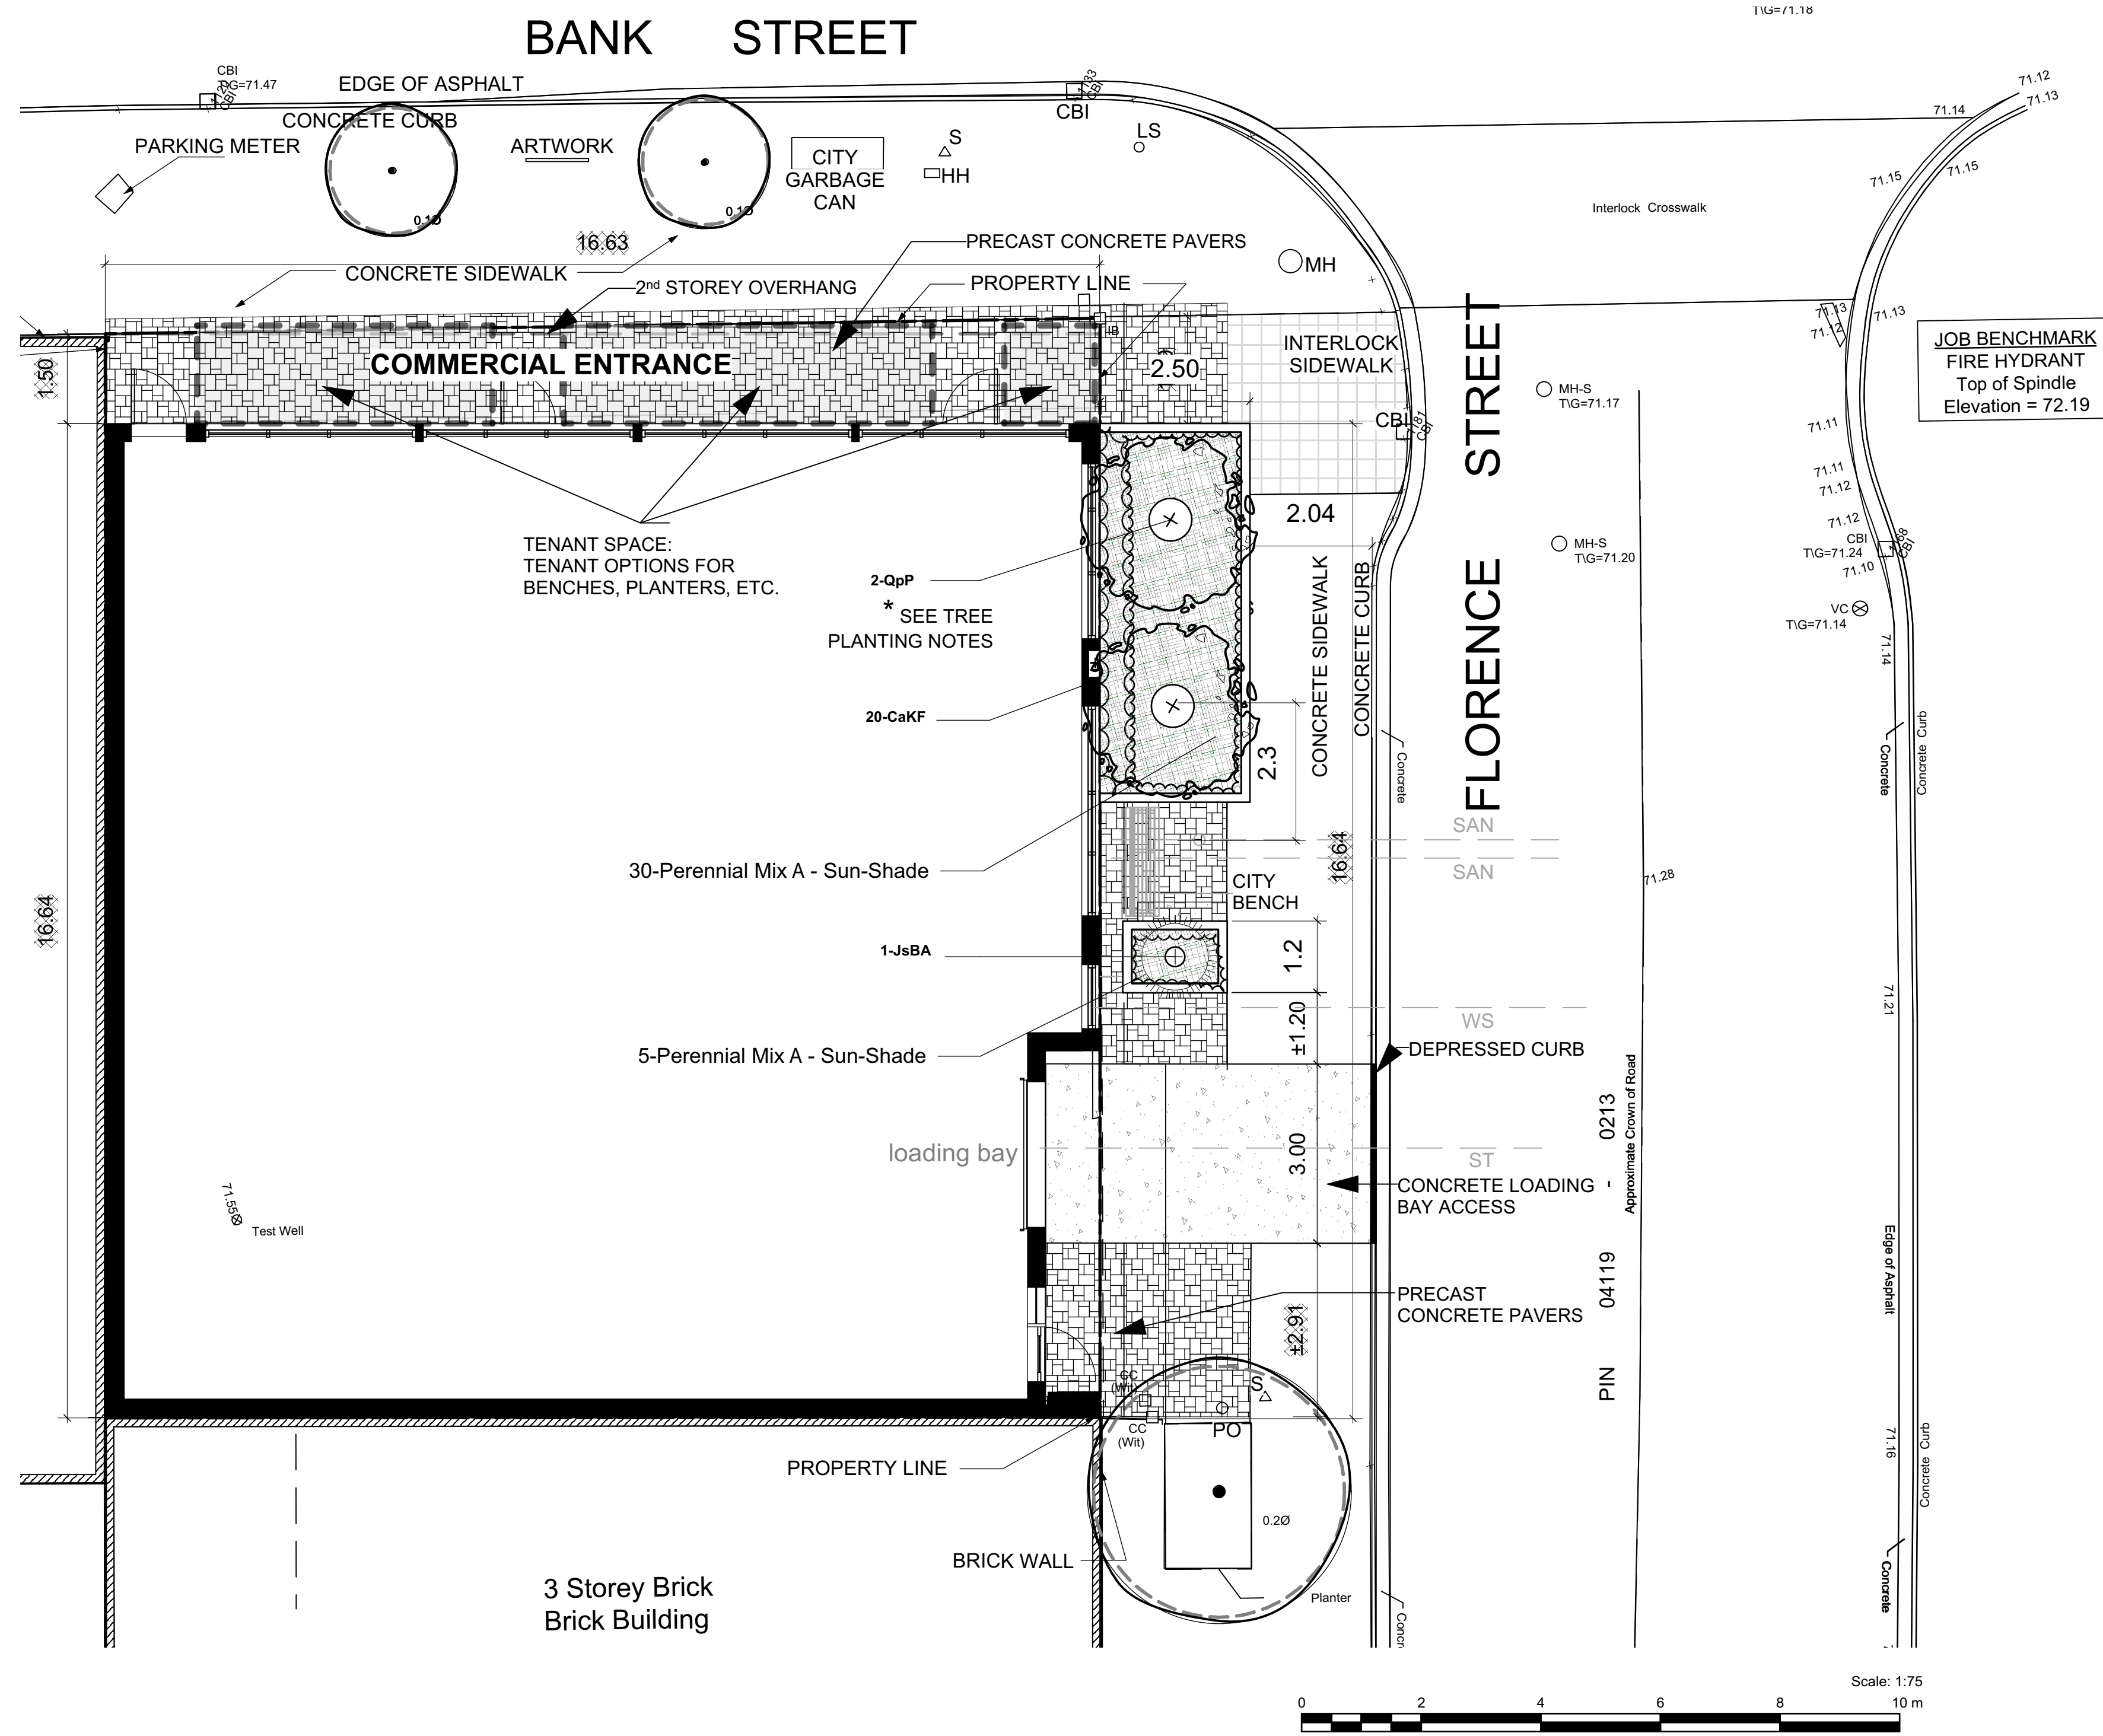 T\G=71.18
BANK STREET
CBI
T\G=71.47
CBI
EDGE OF ASPHALT
CONCRETE CURB
PARKING METER
ARTWORK
CITY
GARBAGE
CAN
S
HH
CBI
CBI
LS
MH
0.1Ø
0.1Ø
71.12
71.13
71.14
71.15
71.15
Interlock Crosswalk
16.63
PRECAST CONCRETE PAVERS
CONCRETE SIDEWALK
2nd STOREY OVERHANG
PROPERTY LINE
IB
COMMERCIAL ENTRANCE
2.50
INTERLOCK
SIDEWALK
71.13
71.12
71.13
JOB BENCHMARK
FIRE HYDRANT
Top of Spindle
Elevation = 72.19
1.50
MH-S
T\G=71.17
CBI
CBI
71.11
71.11
71.12
71.12
2.04
TENANT SPACE:
TENANT OPTIONS FOR
BENCHES, PLANTERS, ETC.
MH-S
T\G=71.20
CBI
T\G=71.24
CBI
71.10
2-QpP
* SEE TREE
PLANTING NOTES
VC
T\G=71.14
71.14
20-CaKF
2.3
CONCRETE SIDEWALK
CONCRETE CURB
FLORENCE STREET
Concrete
Concrete
Concrete Curb
SAN
SAN
16.64
16.64
30-Perennial Mix A - Sun-Shade
CITY
BENCH
71.28
1-JsBA
1.2
71.21
±1.20
WS
5-Perennial Mix A - Sun-Shade
DEPRESSED CURB
Approximate Crown of Road
PIN 04119 - 0213
loading bay
3.00
ST
CONCRETE LOADING
BAY ACCESS
71.55
Test Well
Edge of Asphalt
PRECAST
CONCRETE PAVERS
±2.91
CC
(Wit)
S
PO
CC
(Wit)
71.16
Concrete Curb
PROPERTY LINE
0.2Ø
BRICK WALL
Planter
Concrete
3 Storey Brick
Brick Building
Scale: 1:75
0 2 4 6 8 10 m